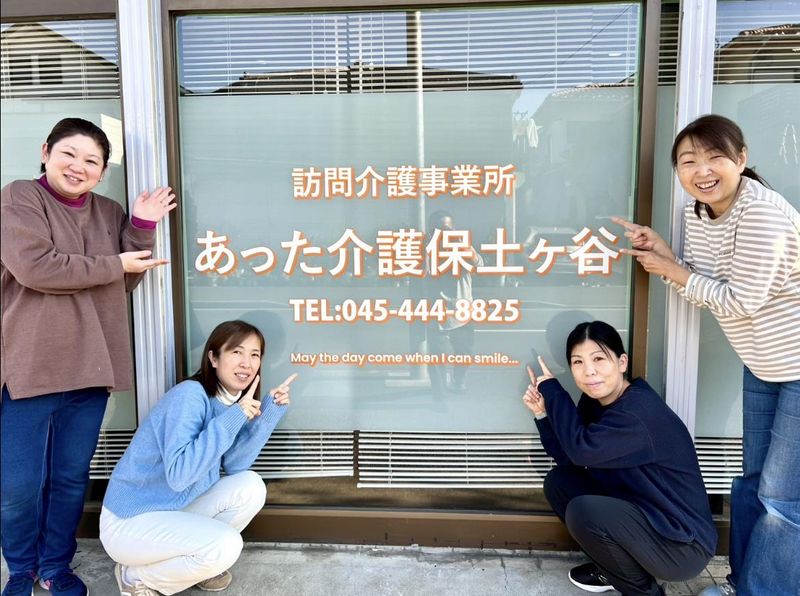 訪問介護事業所
あった介護保土ヶ谷
TEL:045-444-8825
May the day come when I can smile...